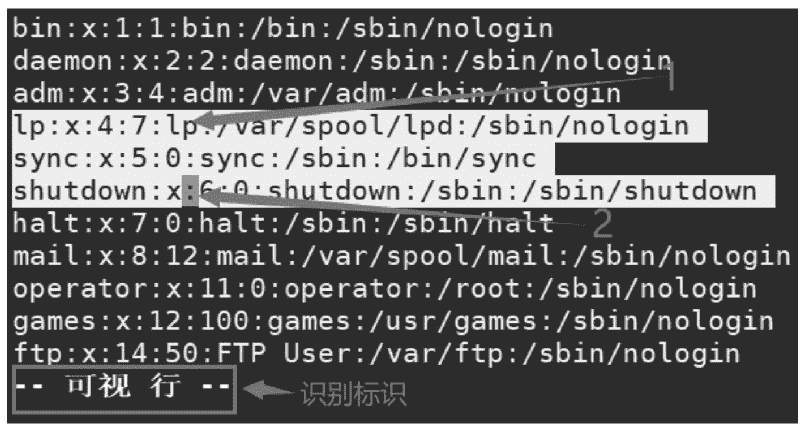 bin:x:1:1:bin:/bin:/sbin/nologin
daemon:x:2:2:daemon:/sbin:/sbin/nologin
1
adm:x:3:4:adm:/var/adm:/sbin/nologin
lp:x:4:7:lp:/var/spool/lpd:/sbin/nologin
sync:x:5:0:sync:/sbin:/bin/sync
shutdown:x:6:0:shutdown:/sbin:/sbin/shutdown
halt:x:7:0:halt:/sbin:/sbin/halt
2
mail:x:8:12:mail:/var/spool/mail:/sbin/nologin
operator:x:11:0:operator:/root:/sbin/nologin
games:x:12:100:games:/usr/games:/sbin/nologin
ftp:x:14:50:FTP User:/var/ftp:/sbin/nologin
-- 可视 行 --
识别标识